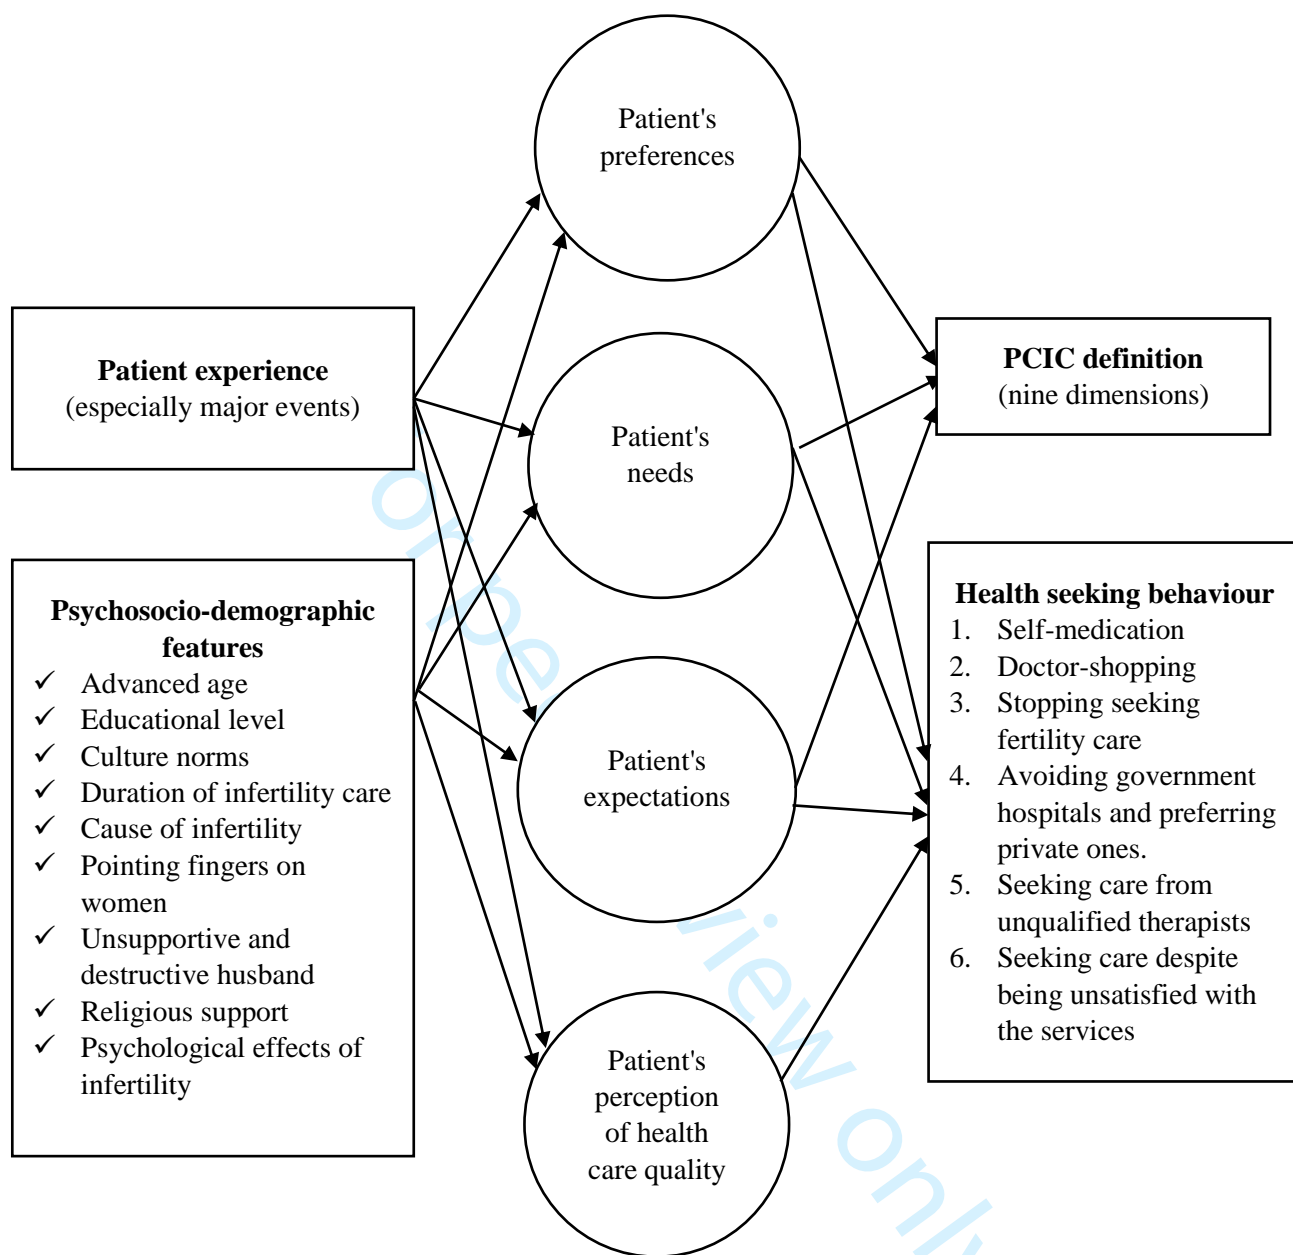 Patient's
preferences
Patient experience
(especially major events)
PCIC definition
(nine dimensions)
Patient's
needs
Psychosocio-demographic
features
✓ Advanced age
✓ Educational level
✓ Culture norms
✓ Duration of infertility care
✓ Cause of infertility
✓ Pointing fingers on
women
✓ Unsupportive and
destructive husband
✓ Religious support
✓ Psychological effects of
infertility
Health seeking behaviour
1. Self-medication
2. Doctor-shopping
3. Stopping seeking
fertility care
4. Avoiding government
hospitals and preferring
private ones.
5. Seeking care from
unqualified therapists
6. Seeking care despite
being unsatisfied with
the services
Patient's
expectations
Patient's
perception
of health
care quality
only